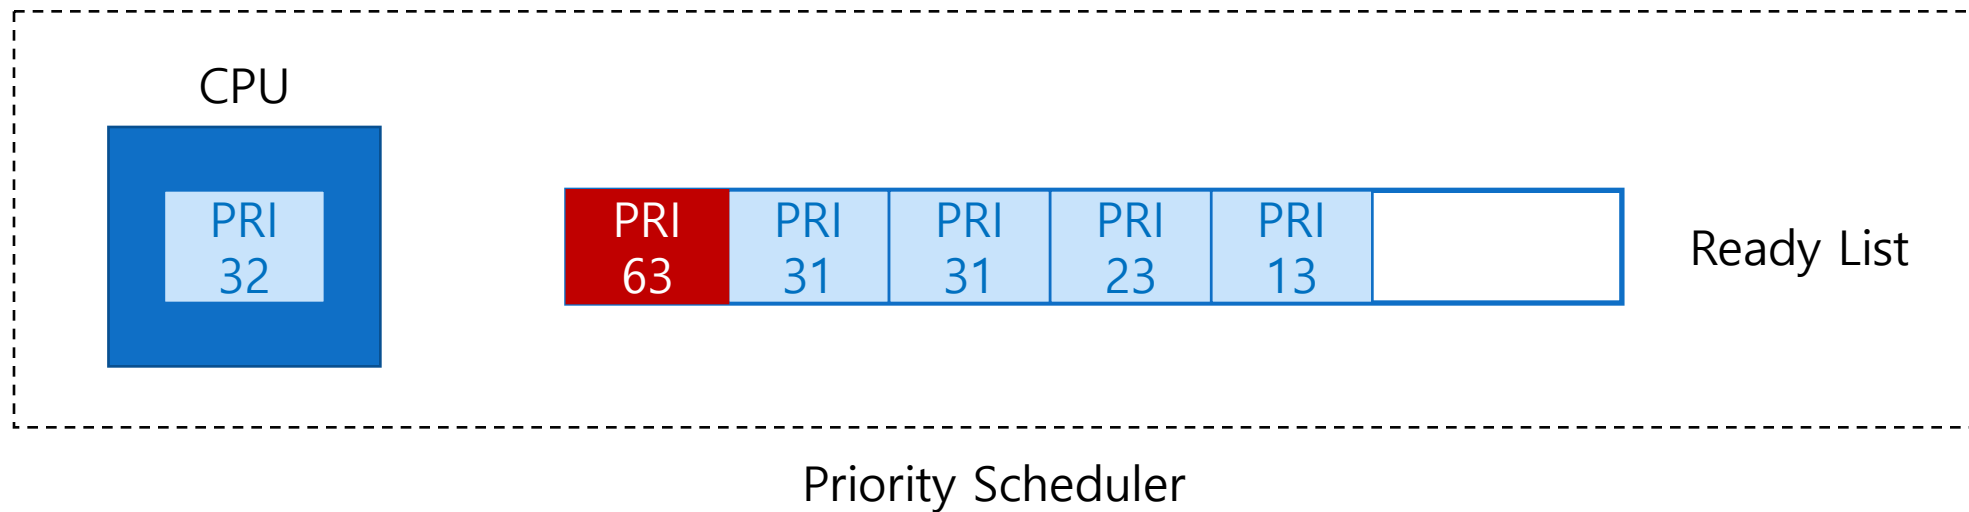 CPU
PRI
32
PRI
63
PRI
31
PRI
31
PRI
23
PRI
13
Ready List
Priority Scheduler